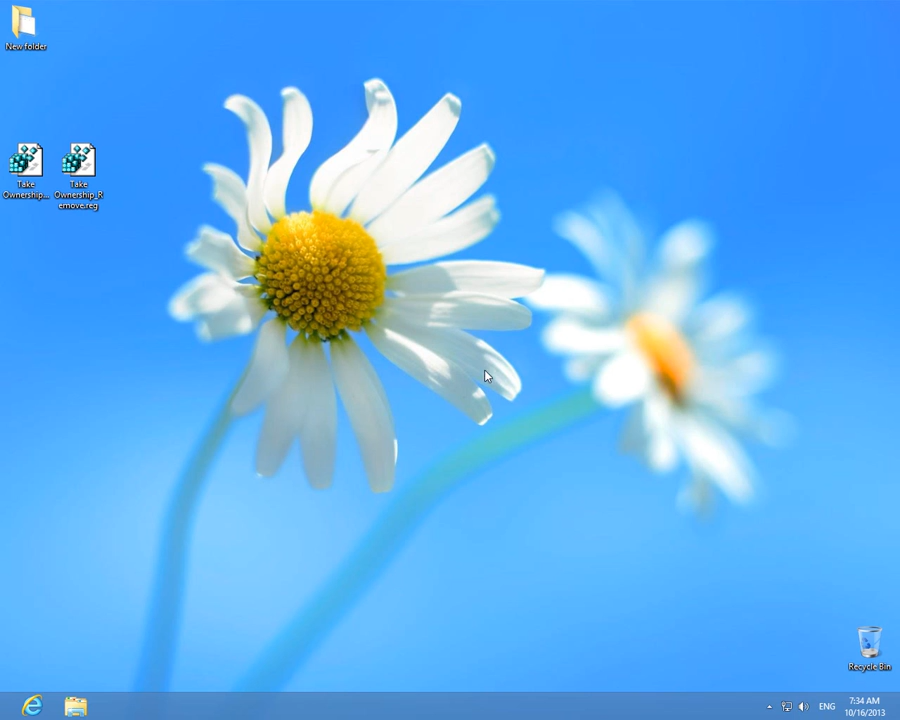 New folder
Take
Ownership...
Take
Ownership_R
emove.reg
Recycle Bin
ENG
7:34 AM
10/16/2013